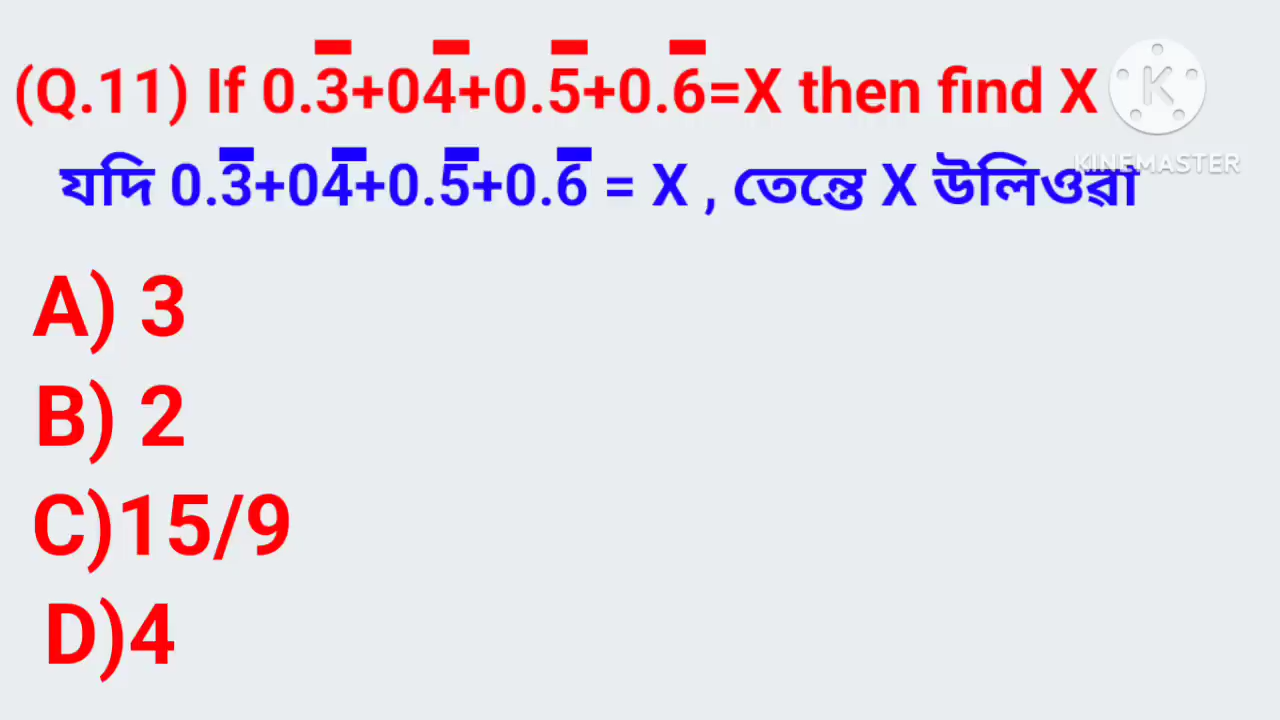 (Q.11) If 0.3̅+04̅+0.5̅+0.6̅=X then find X
যদি 0.3̅+04̅+0.5̅+0.6̅ = X , তেন্তে X উলিওৱা
KINEMASTER
A) 3
B) 2
C)15/9
D)4